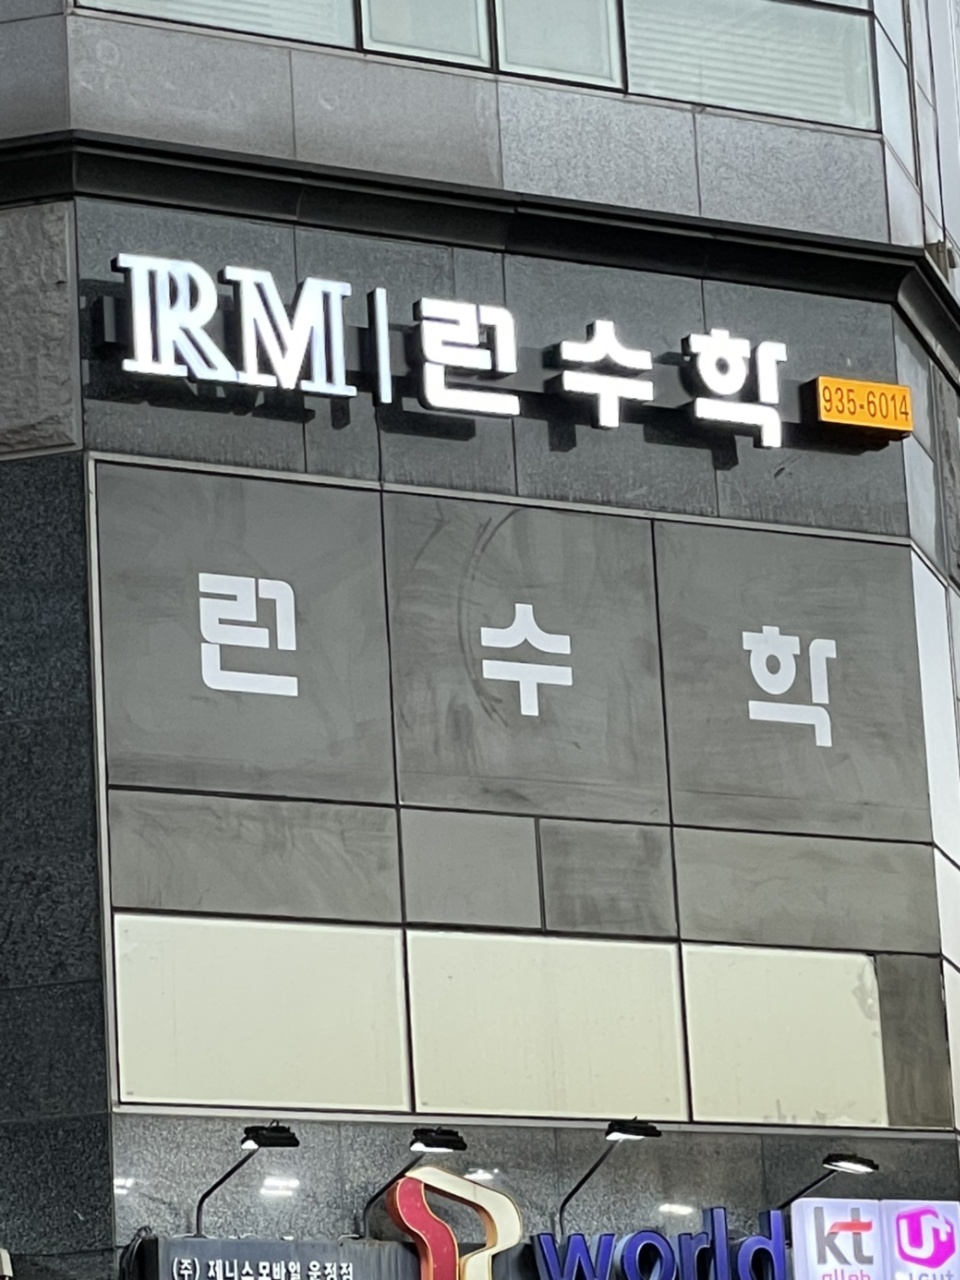 RM | 린수학 935-6014
린 수 학
world
kt
olleh
U+
(주) 제니스모바일 운정점